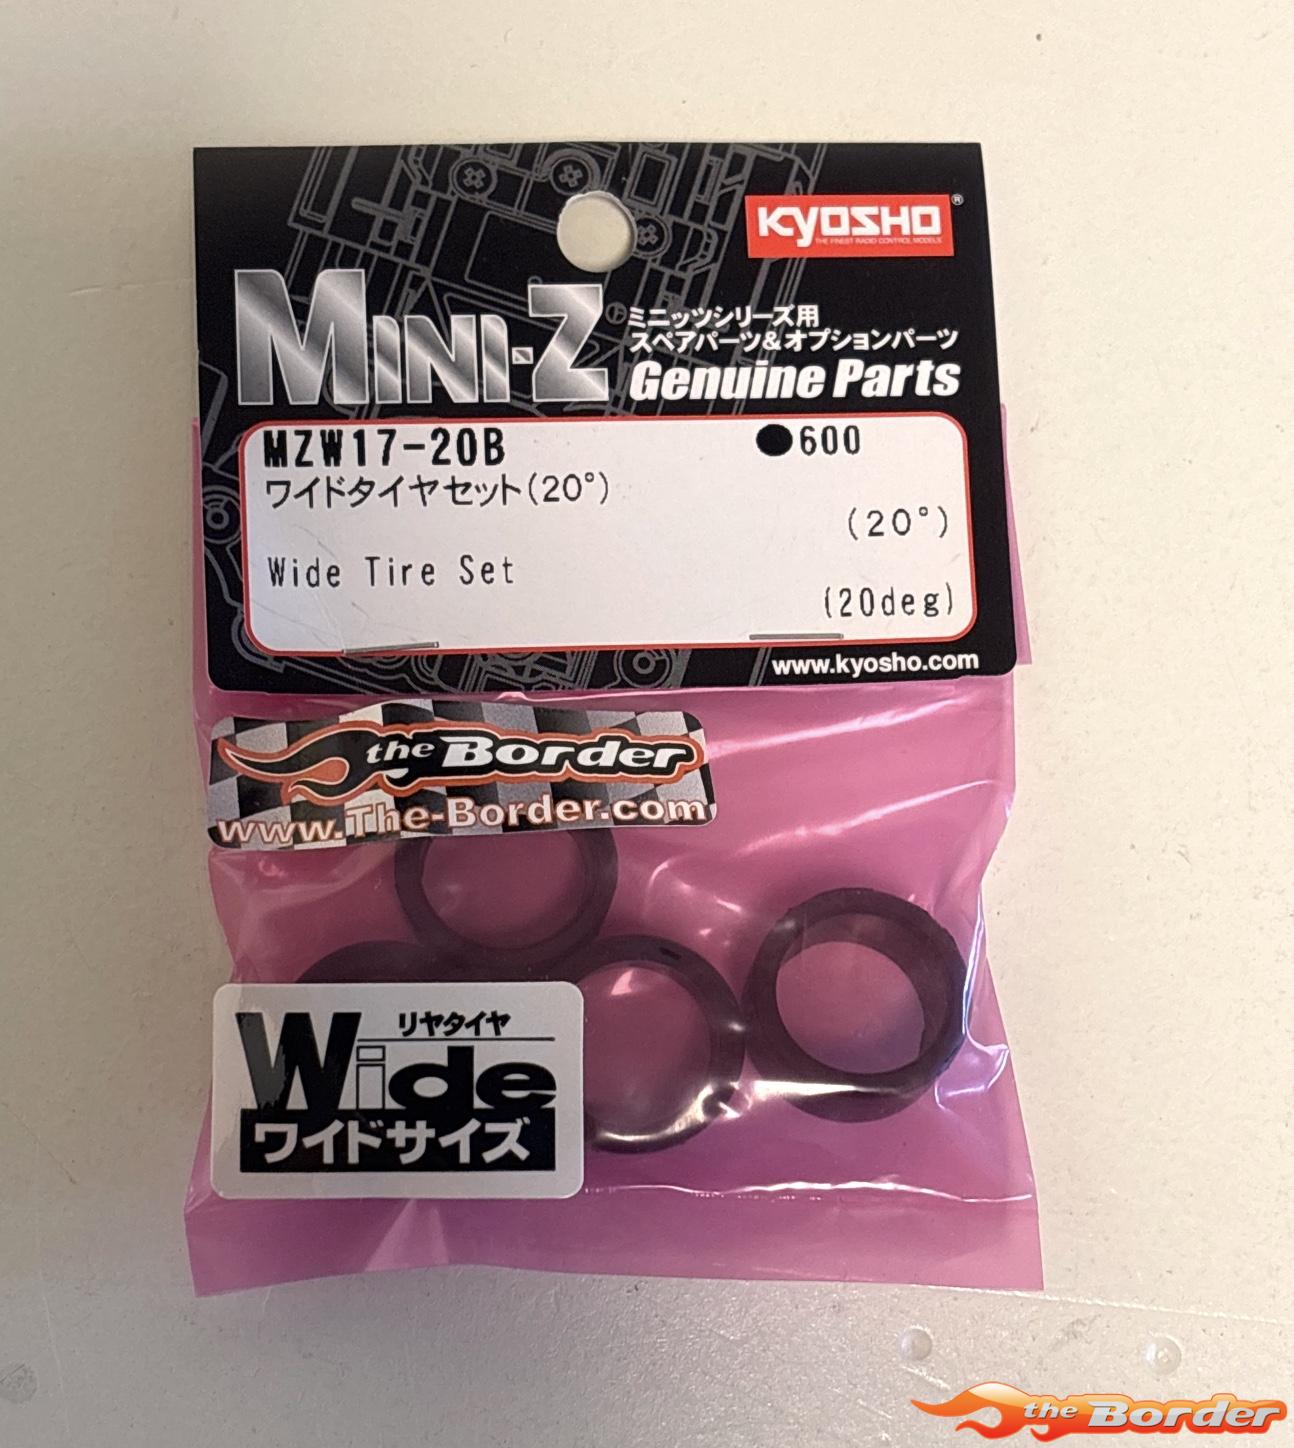 KYOSHO®
THE FINEST RADIO CONTROL MODELS
MINI-Z
ミニッツシリーズ用
スペアパーツ&オプションパーツ
Genuine Parts
MZW17-20B ●600
ワイドタイヤセット(20°)
(20°)
Wide Tire Set
(20deg)
www.kyosho.com
the Border
www.The-Border.com
リヤタイヤ
Wide
ワイドサイズ
the Border